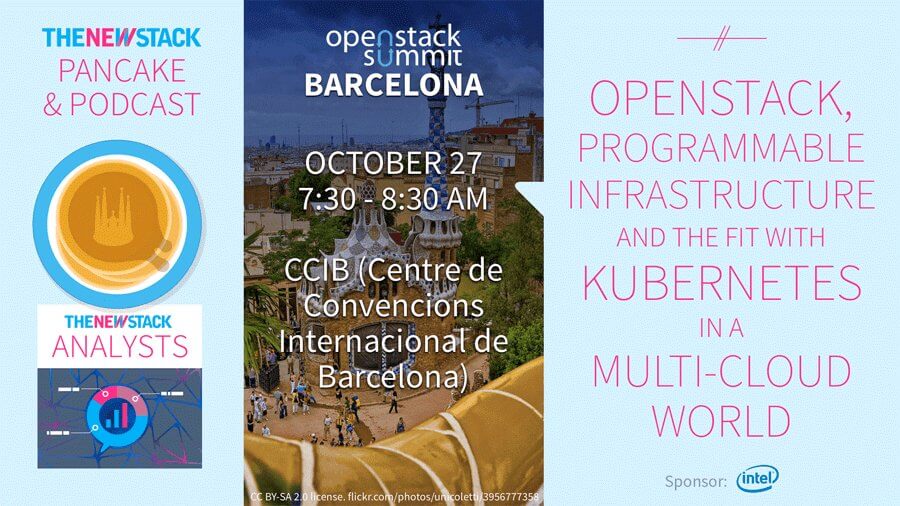 THENEWSTACK
PANCAKE
& PODCAST
THENEWSTACK
ANALYSTS
openstack
summit
BARCELONA
OCTOBER 27
7:30 - 8:30 AM
CCIB (Centre de
Convencions
Internacional de
Barcelona)
CC BY-SA 2.0 license. flickr.com/photos/unicoletti/3956777358
OPENSTACK,
PROGRAMMABLE
INFRASTRUCTURE
AND THE FIT WITH
KUBERNETES
IN A
MULTI-CLOUD
WORLD
Sponsor: intel